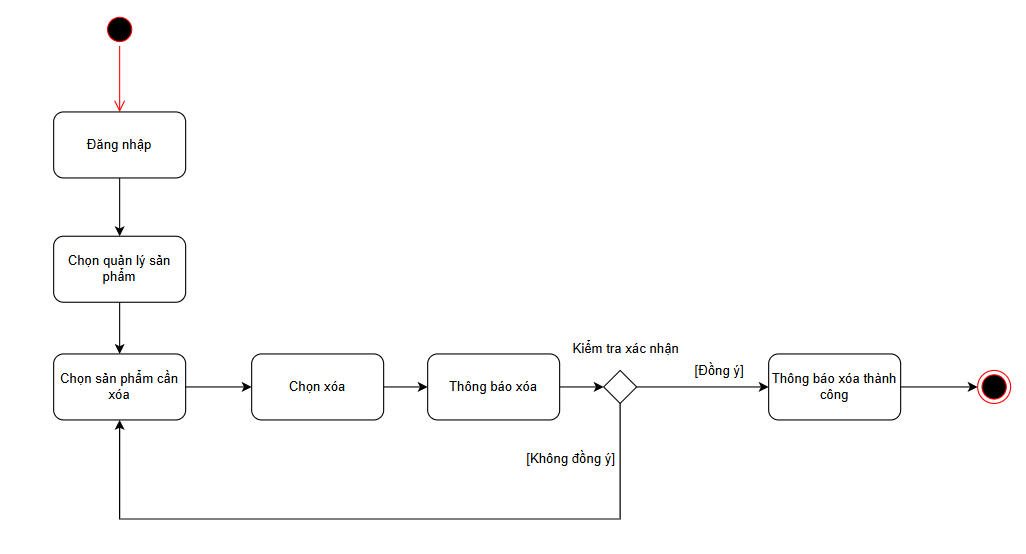 Đăng nhập
Chọn quản lý sản
phẩm
Chọn sản phẩm cần
xóa
Chọn xóa
Thông báo xóa
Kiểm tra xác nhận
[Đồng ý]
[Không đồng ý]
Thông báo xóa thành
công